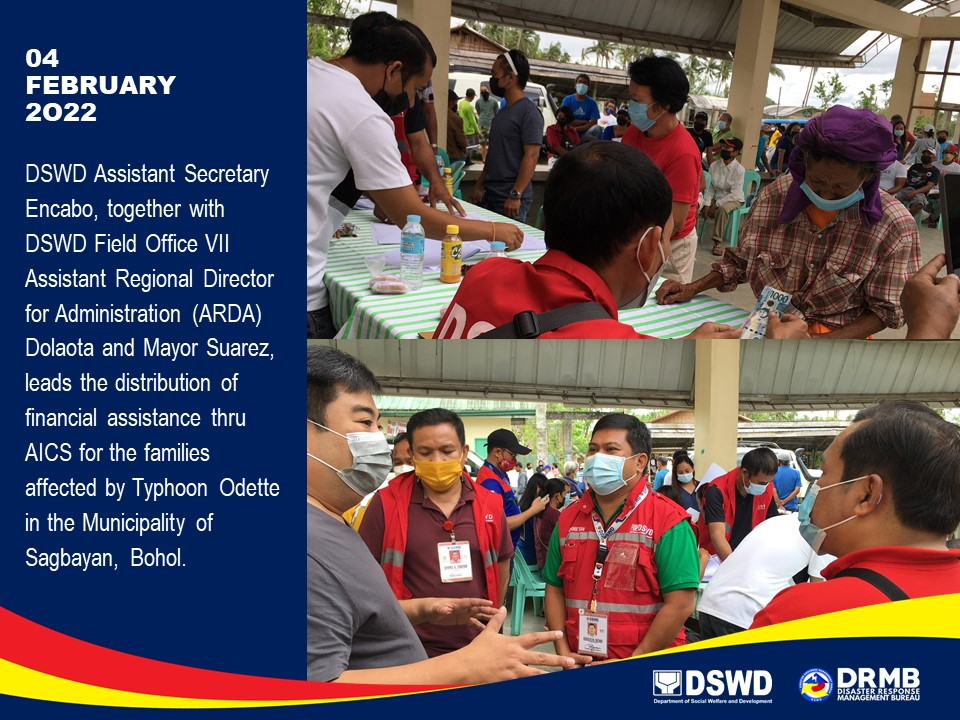 04
FEBRUARY
2O22
DSWD Assistant Secretary
Encabo, together with
DSWD Field Office VII
Assistant Regional Director
for Administration (ARDA)
Dolaota and Mayor Suarez,
leads the distribution of
financial assistance thru
AICS for the families
affected by Typhoon Odette
in the Municipality of
Sagbayan, Bohol.
1000
DSWD
Department of Social Welfare and Development
DRMB
DISASTER RESPONSE
MANAGEMENT BUREAU